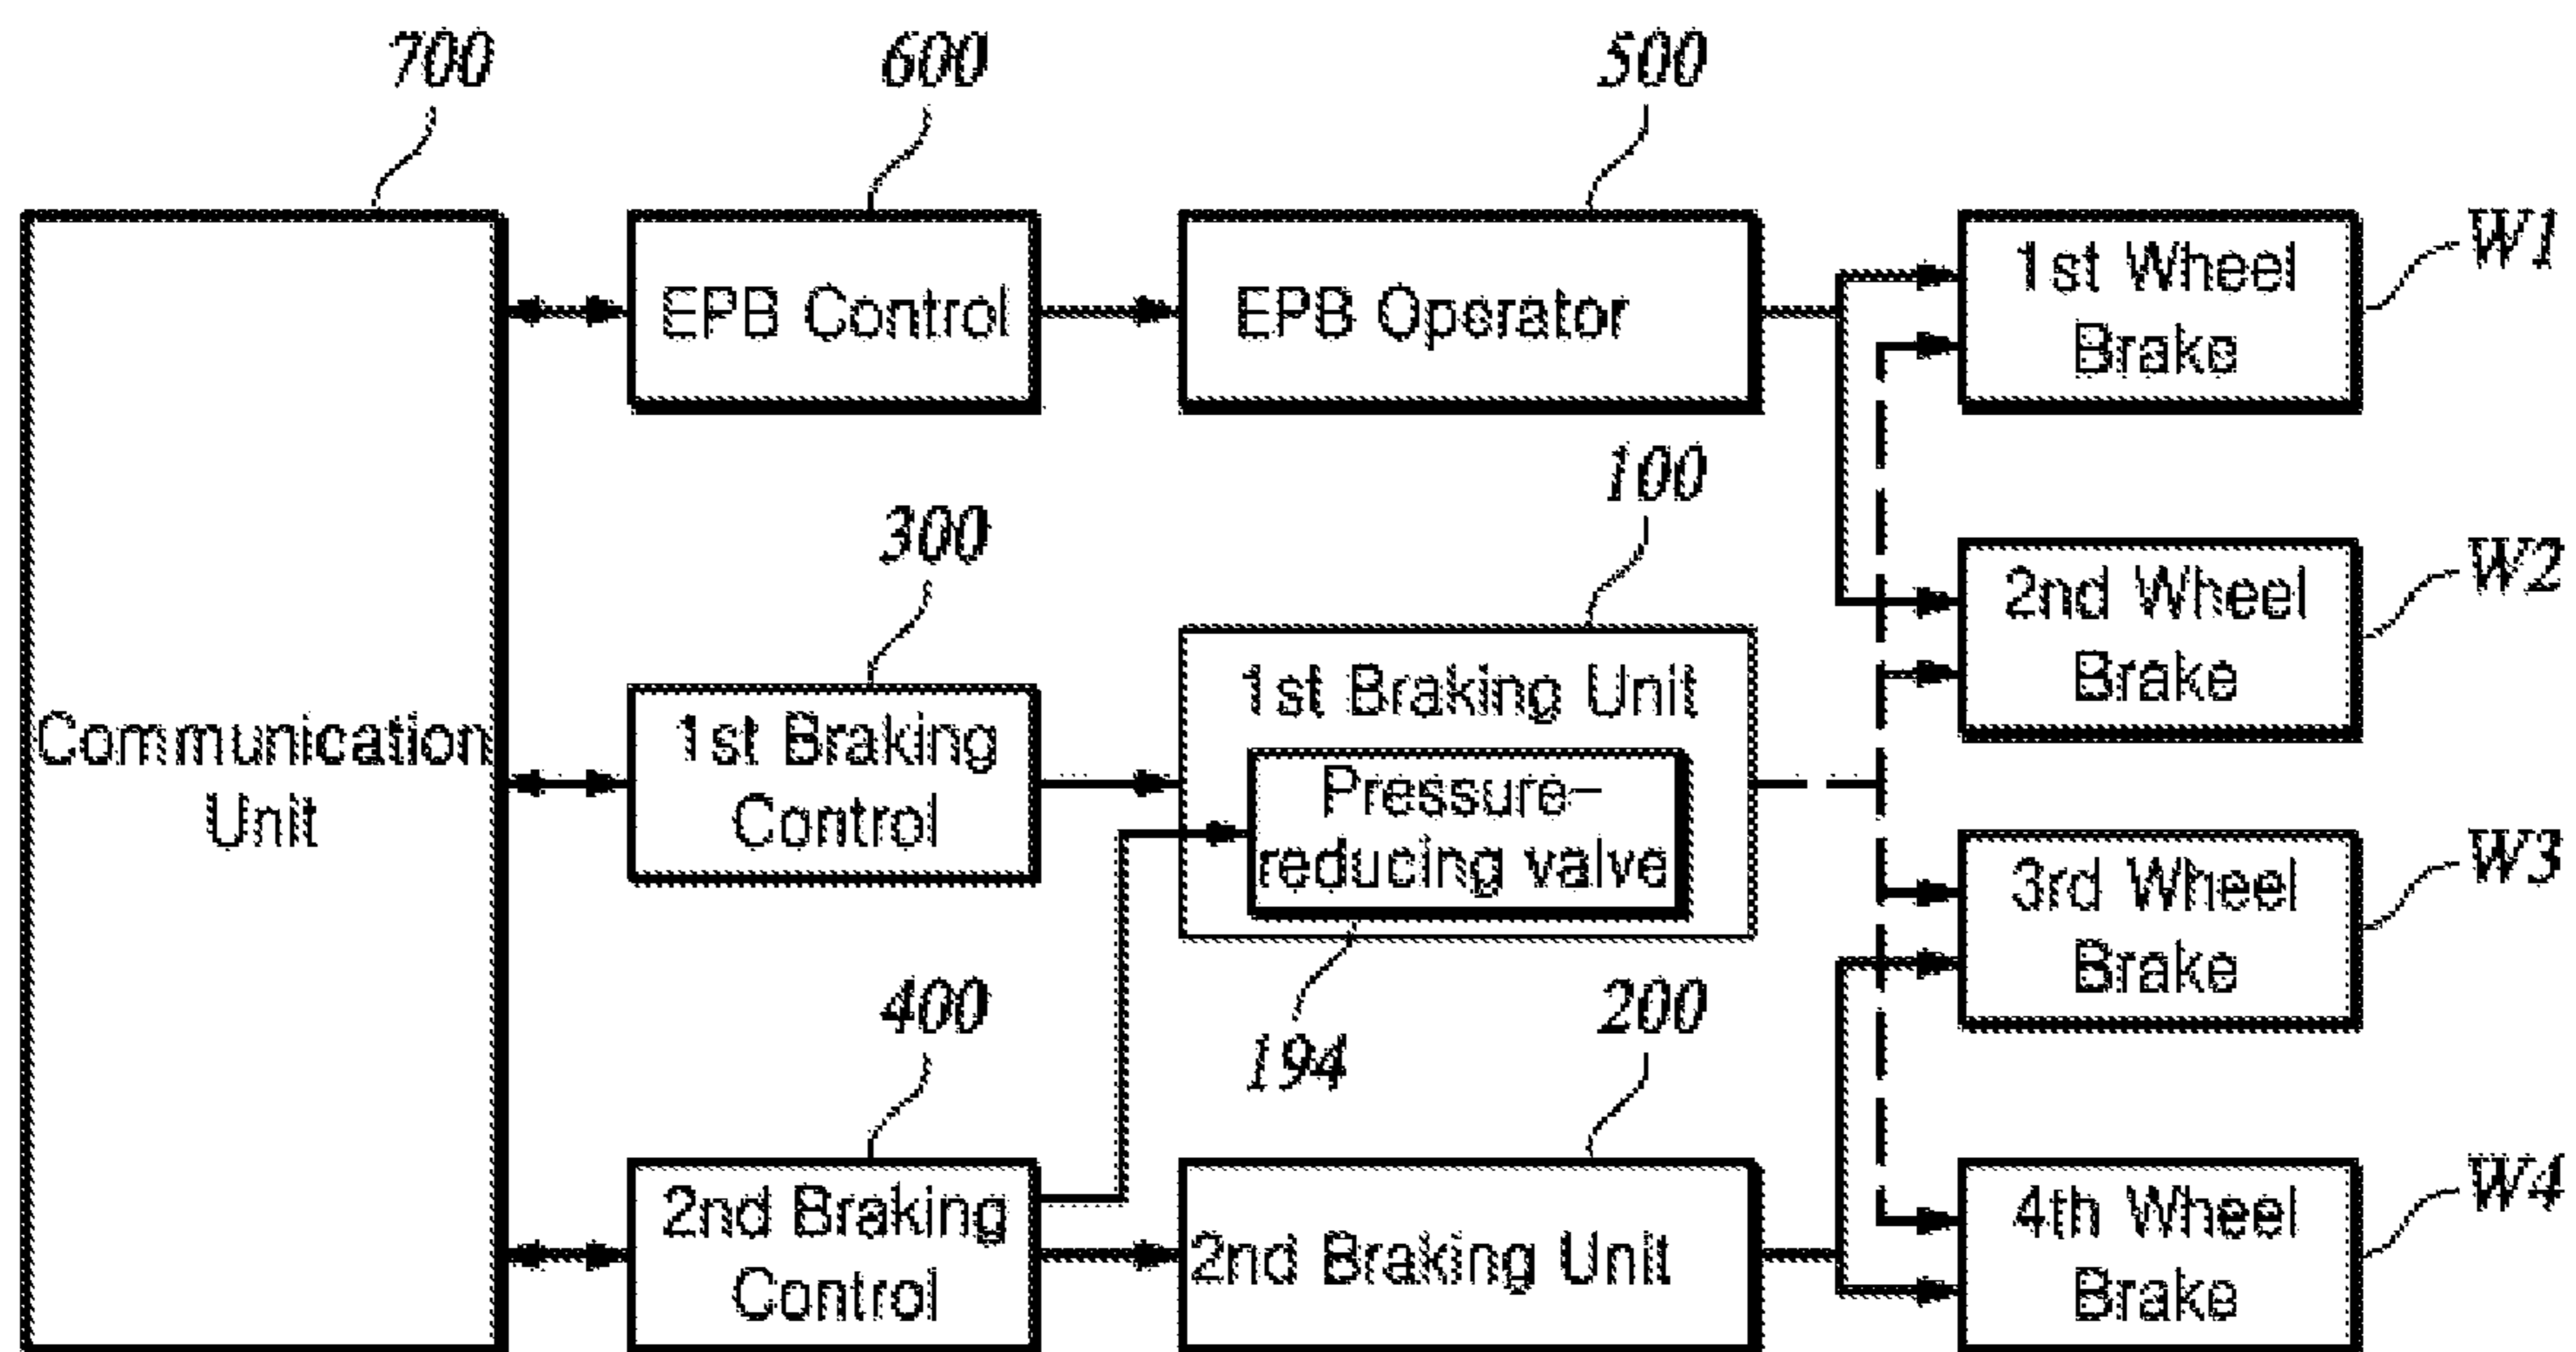 700
600
500
EPB Control
EPB Operator
1st Wheel
Brake
W1
300
100
2nd Wheel
Brake
W2
Communication
Unit
1st Braking
Control
1st Braking Unit
Pressure-
reducing valve
194
3rd Wheel
Brake
W3
400
200
2nd Braking
Control
2nd Braking Unit
4th Wheel
Brake
W4